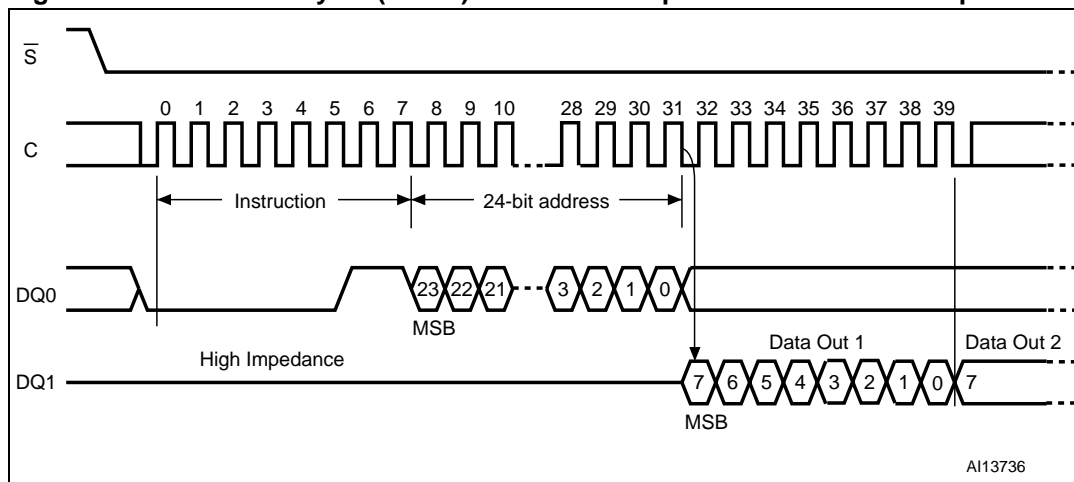 S
0 1 2 3 4 5 6 7 8 9 10 28 29 30 31 32 33 34 35 36 37 38 39
C
Instruction 24-bit address
DQ0 23 22 21 3 2 1 0
MSB
Data Out 1 Data Out 2
High Impedance
DQ1 7 6 5 4 3 2 1 0 7
MSB
AI13736